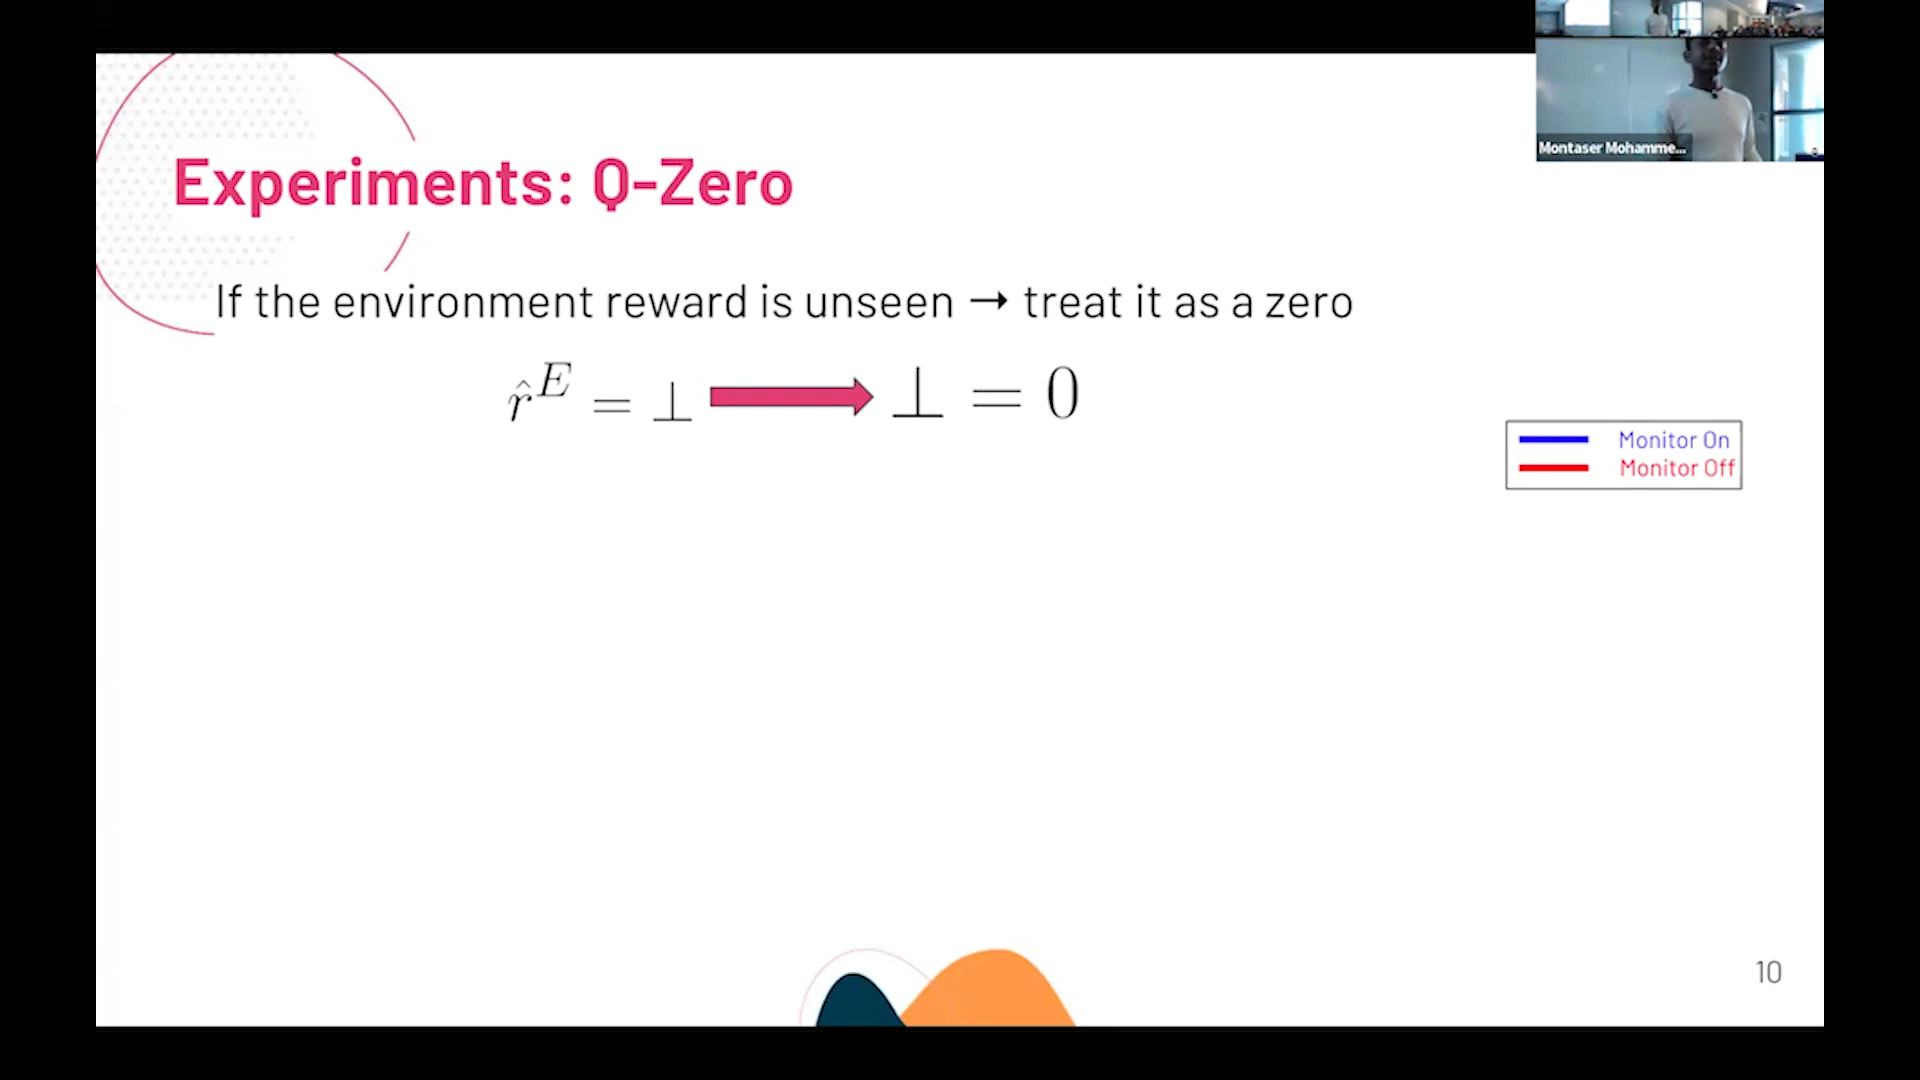 Montaser Mohamme...
Experiments: Q-Zero
If the environment reward is unseen → treat it as a zero
r̂^E = ⊥ ⊥ = 0
Monitor On
Monitor Off
10